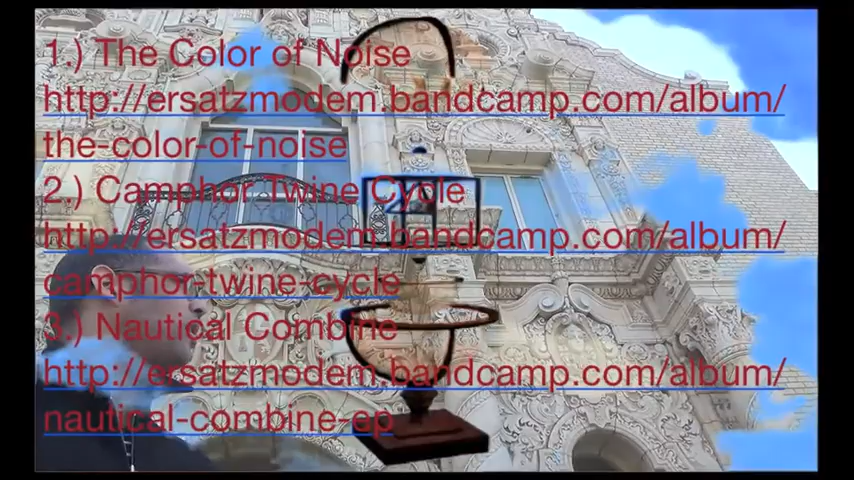 1.) The Color of Noise
http://ersatzmodem.bandcamp.com/album/
the-color-of-noise
2.) Camphor Twine Cycle
http://ersatzmodem.bandcamp.com/album/
camphor-twine-cycle
3.) Nautical Combine
http://ersatzmodem.bandcamp.com/album/
nautical-combine-ep